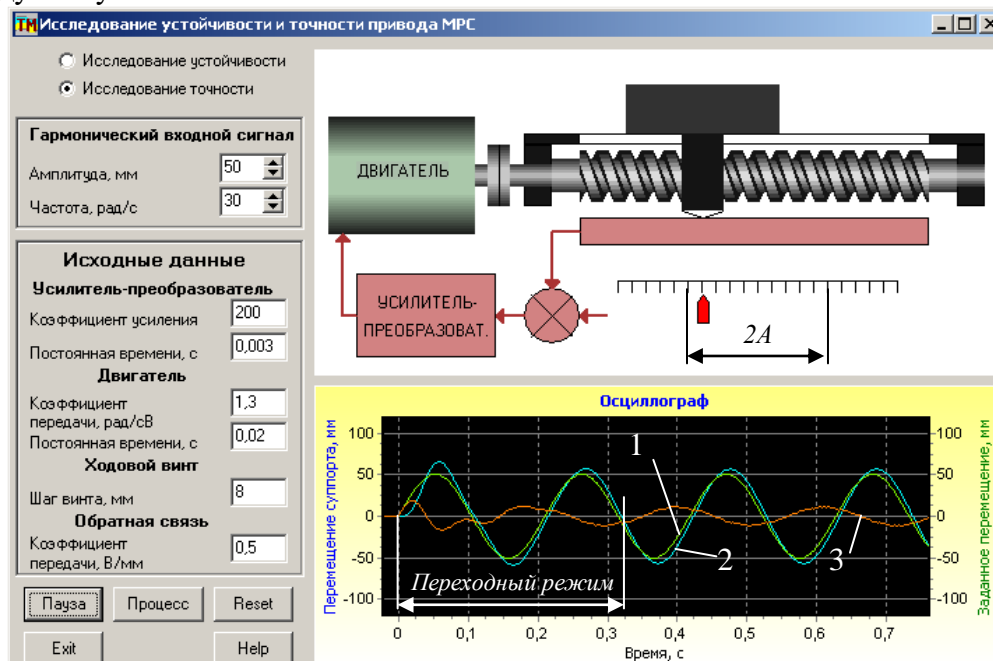 Исследование устойчивости и точности привода МРС
Исследование устойчивости
Исследование точности
Гармонический входной сигнал
Амплитуда, мм
50
Частота, рад/с
30
Исходные данные
Усилитель-преобразователь
Коэффициент усиления
200
Постоянная времени, с
0,003
Двигатель
Коэффициент
передачи, рад/сВ
1,3
Постоянная времени, с
0,02
Ходовой винт
Шаг винта, мм
8
Обратная связь
Коэффициент
передачи, В/мм
0,5
Пауза
Процесс
Reset
Exit
Help
ДВИГАТЕЛЬ
УСИЛИТЕЛЬ-
ПРЕОБРАЗОВАТ.
2A
Осциллограф
Перемещение суппорта, мм
100
50
0
-50
-100
1
2
3
Переходный режим
100
50
0
-50
-100
Заданное перемещение, мм
0
0,1
0,2
0,3
0,4
0,5
0,6
0,7
Время, с